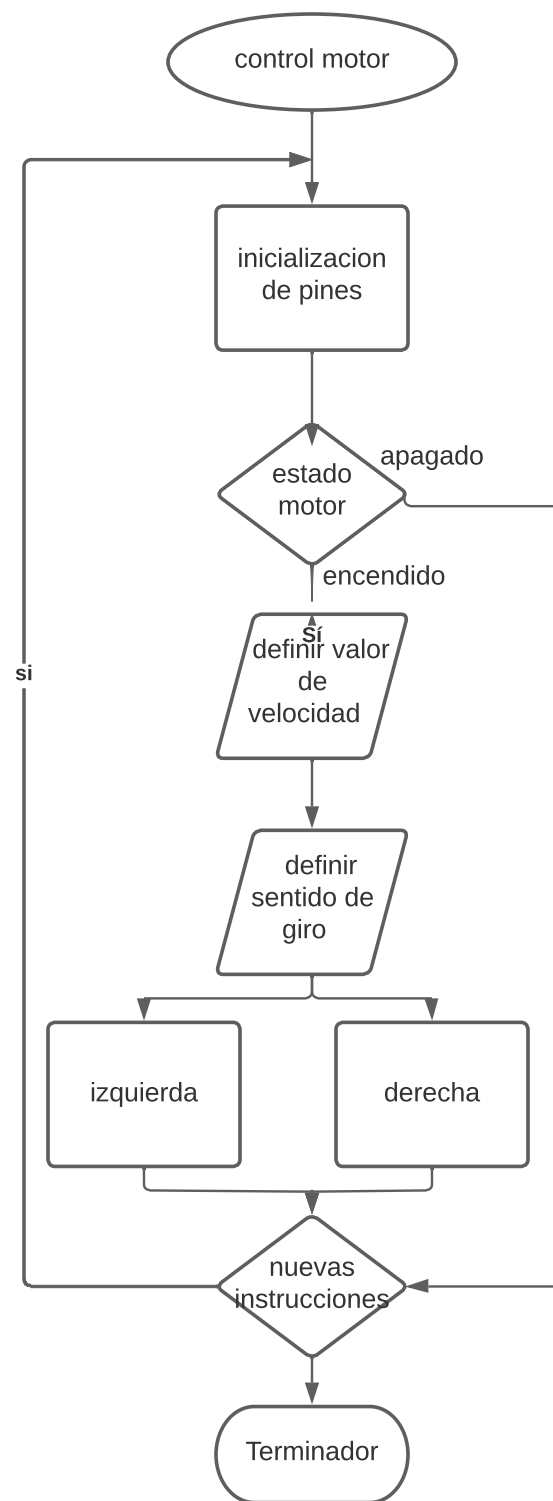 control motor
inicializacion
de pines
estado
motor
apagado
encendido
Sí
definir valor
de
velocidad
si
definir
sentido de
giro
izquierda
derecha
nuevas
instrucciones
Terminador